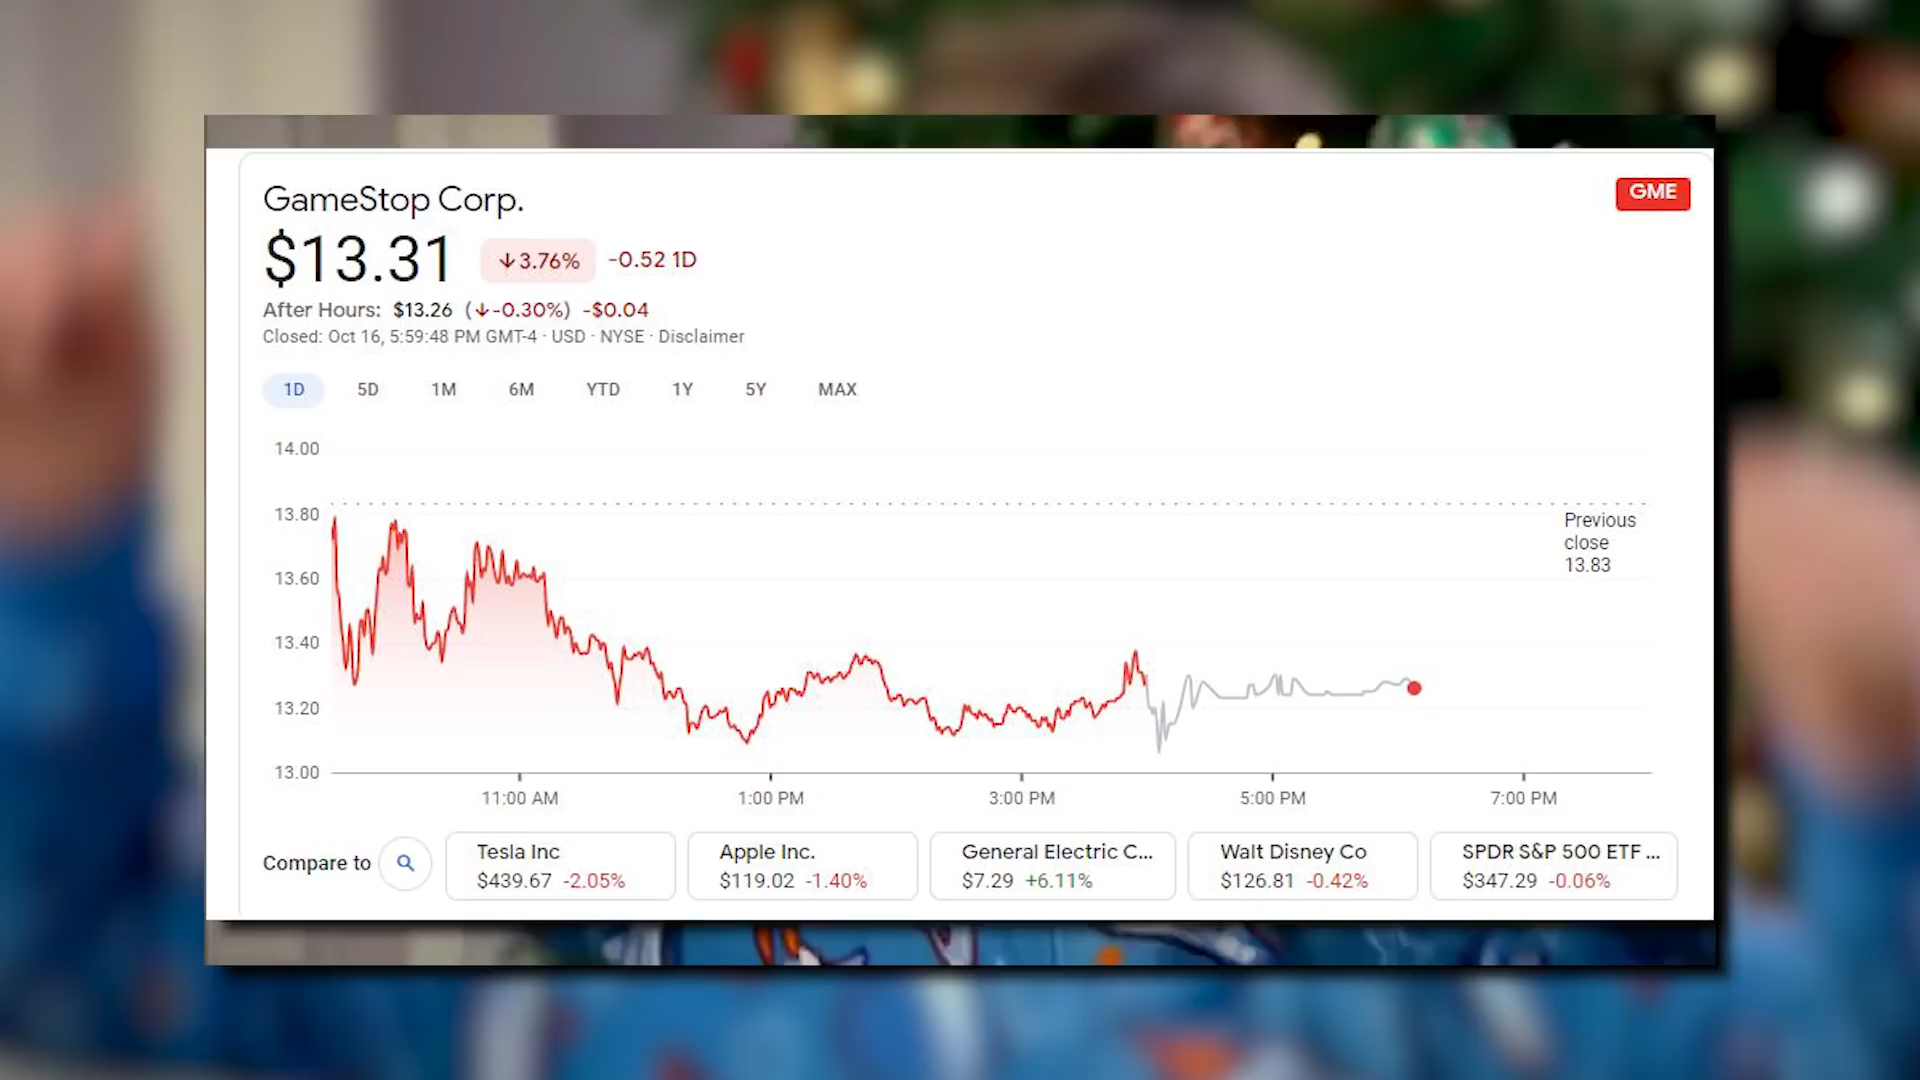 GameStop Corp.
GME
$13.31 ↓3.76% -0.52 1D
After Hours: $13.26 (↓-0.30%) -$0.04
Closed: Oct 16, 5:59:48 PM GMT-4 · USD · NYSE · Disclaimer
1D 5D 1M 6M YTD 1Y 5Y MAX
14.00
13.80
13.60
13.40
13.20
13.00
Previous
close
13.83
11:00 AM 1:00 PM 3:00 PM 5:00 PM 7:00 PM
Compare to
Tesla Inc
$439.67 -2.05%
Apple Inc.
$119.02 -1.40%
General Electric C...
$7.29 +6.11%
Walt Disney Co
$126.81 -0.42%
SPDR S&P 500 ETF ...
$347.29 -0.06%